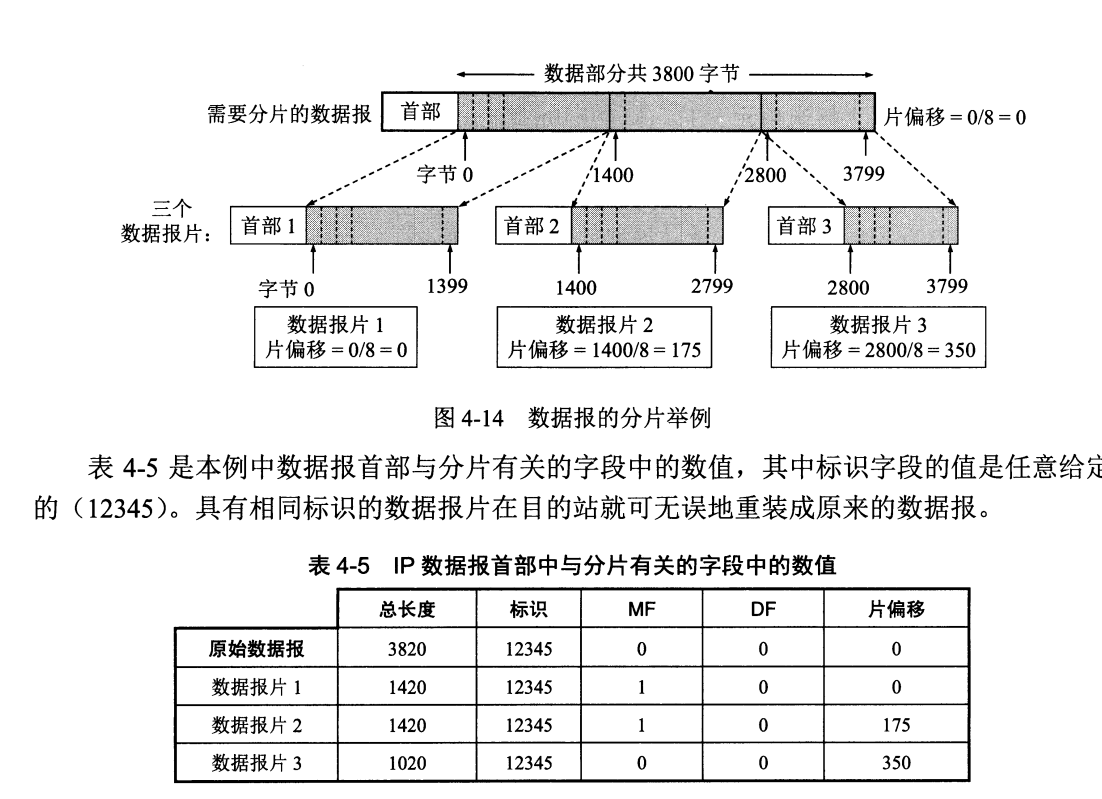 数据部分共 3800 字节
需要分片的数据报 首部 片偏移 = 0/8 = 0
字节 0 1400 2800 3799
三个
数据报片： 首部 1 首部 2 首部 3
字节 0 1399 1400 2799 2800 3799
数据报片 1 数据报片 2 数据报片 3
片偏移 = 0/8 = 0 片偏移 = 1400/8 = 175 片偏移 = 2800/8 = 350
图 4-14 数据报的分片举例
表 4-5 是本例中数据报首部与分片有关的字段中的数值，其中标识字段的值是任意给定
的（12345）。具有相同标识的数据报片在目的站就可无误地重装成原来的数据报。
表 4-5 IP 数据报首部中与分片有关的字段中的数值
总长度 标识 MF DF 片偏移
原始数据报 3820 12345 0 0 0
数据报片 1 1420 12345 1 0 0
数据报片 2 1420 12345 1 0 175
数据报片 3 1020 12345 0 0 350